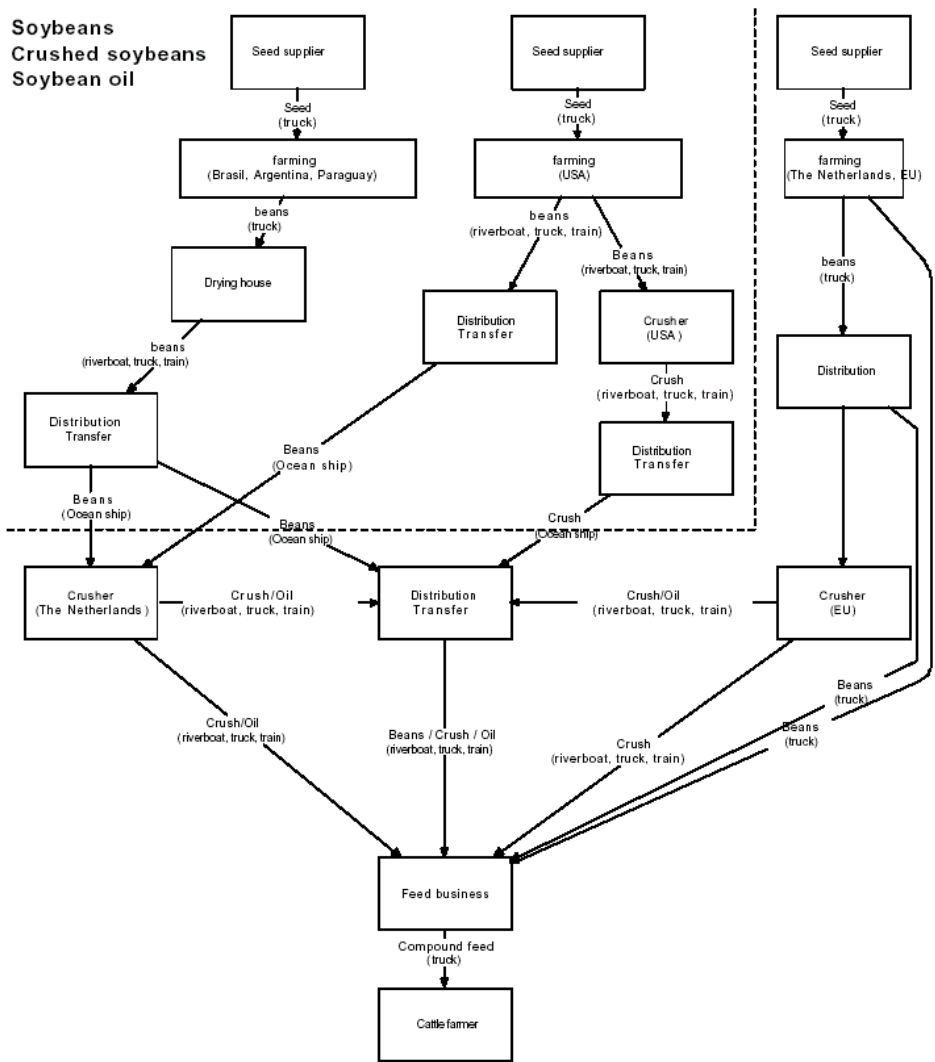 Soybeans
Crushed soybeans
Soybean oil
Seed supplier
Seed supplier
Seed supplier
Seed
(truck)
Seed
(truck)
Seed
(truck)
farming
(Brasil, Argentina, Paraguay)
farming
(USA)
farming
(The Netherlands, EU)
beans
(truck)
beans
(riverboat, truck, train)
Beans
(riverboat, truck, train)
beans
(truck)
Drying house
Distribution
Transfer
Crusher
(USA)
beans
(riverboat, truck, train)
Crush
(riverboat, truck, train)
Distribution
Distribution
Transfer
Distribution
Transfer
Beans
(Ocean ship)
Beans
(Ocean ship)
Beans
(Ocean ship)
Crush
(Ocean ship)
Crusher
(The Netherlands)
Crush/Oil
(riverboat, truck, train)
Distribution
Transfer
Crush/Oil
(riverboat, truck, train)
Crusher
(EU)
Beans
(truck)
Crush/Oil
(riverboat, truck, train)
Beans / Crush / Oil
(riverboat, truck, train)
Crush
(riverboat, truck, train)
Beans
(truck)
Feed business
Compound feed
(truck)
Cattle farmer